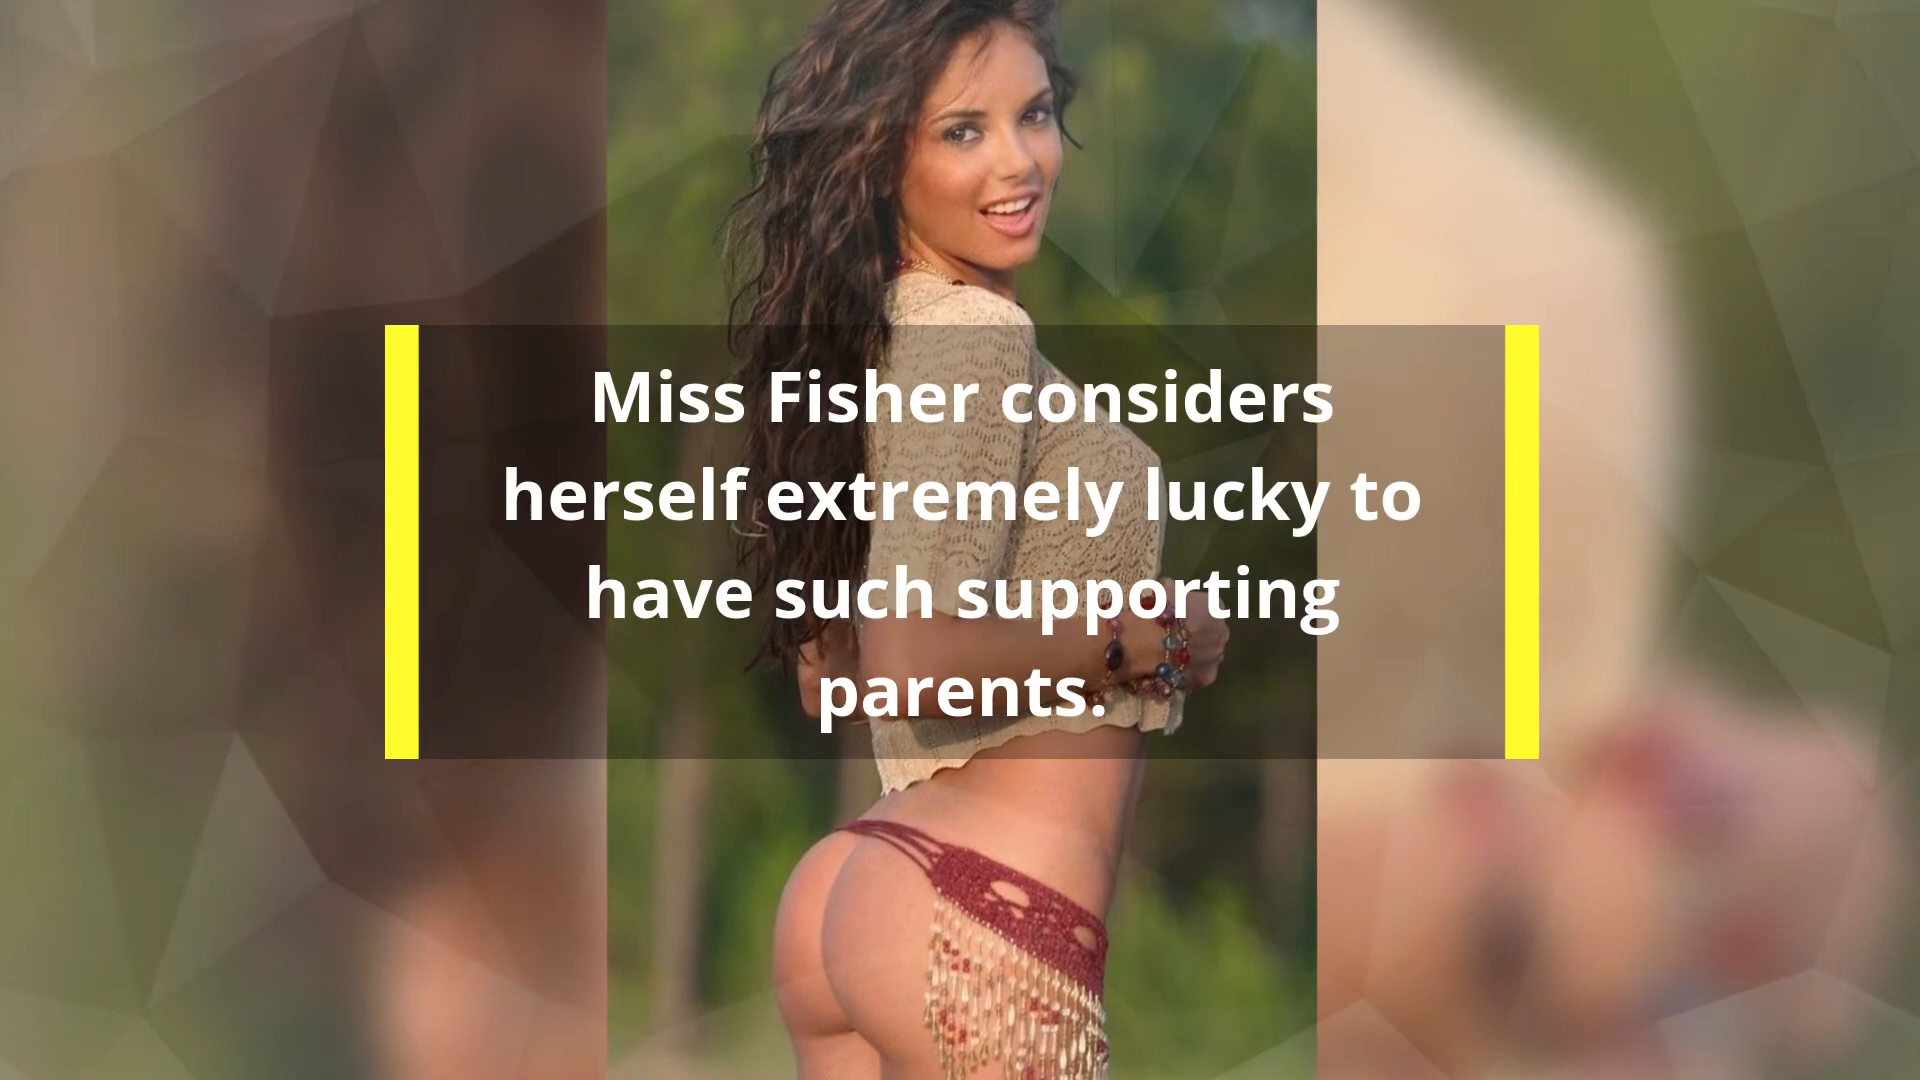 Miss Fisher considers
herself extremely lucky to
have such supporting
parents.